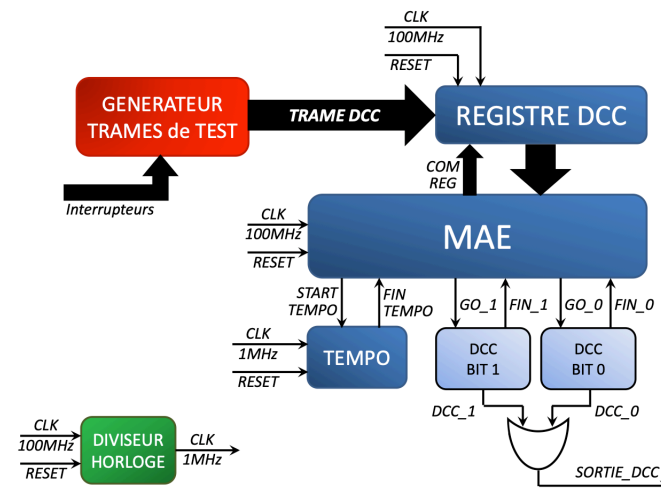 CLK
100MHz
RESET
GENERATEUR
TRAMES de TEST
TRAME DCC
REGISTRE DCC
Interrupteurs
COM
REG
CLK
100MHz
RESET
MAE
START
TEMPO
FIN
TEMPO
GO_1
FIN_1
GO_0
FIN_0
CLK
1MHz
RESET
TEMPO
DCC
BIT 1
DCC
BIT 0
DCC_1
DCC_0
CLK
100MHz
RESET
DIVISEUR
HORLOGE
CLK
1MHz
SORTIE_DCC